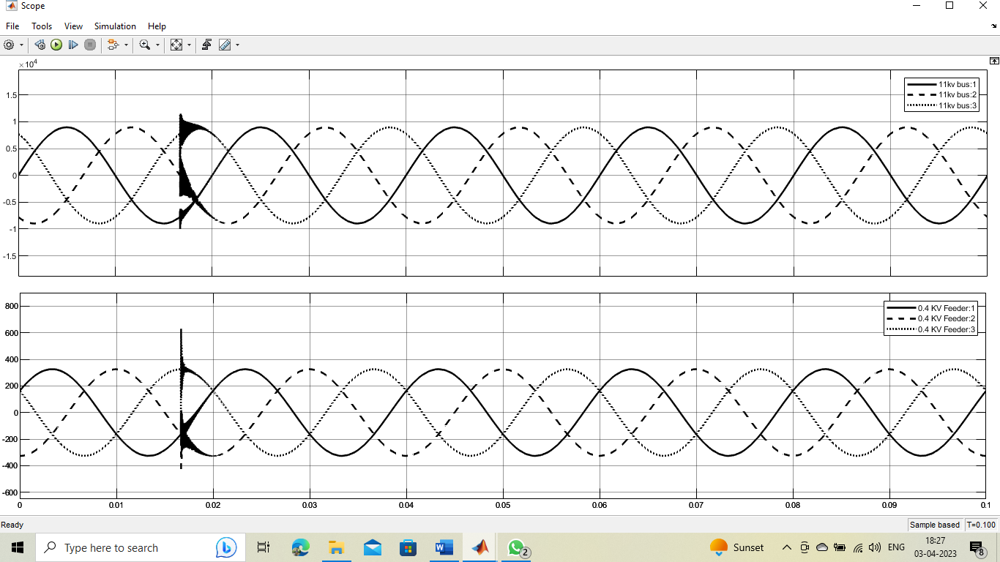 Scope
File Tools View Simulation Help
×10⁴
1.5
1
0.5
0
-0.5
-1
-1.5
11kv bus:1
11kv bus:2
11kv bus:3
800
600
400
200
0
-200
-400
-600
0.4 KV Feeder:1
0.4 KV Feeder:2
0.4 KV Feeder:3
0 0.01 0.02 0.03 0.04 0.05 0.06 0.07 0.08 0.09 0.1
Ready Sample based T=0.100
Type here to search W 2 Sunset ENG 18:27
03-04-2023 8